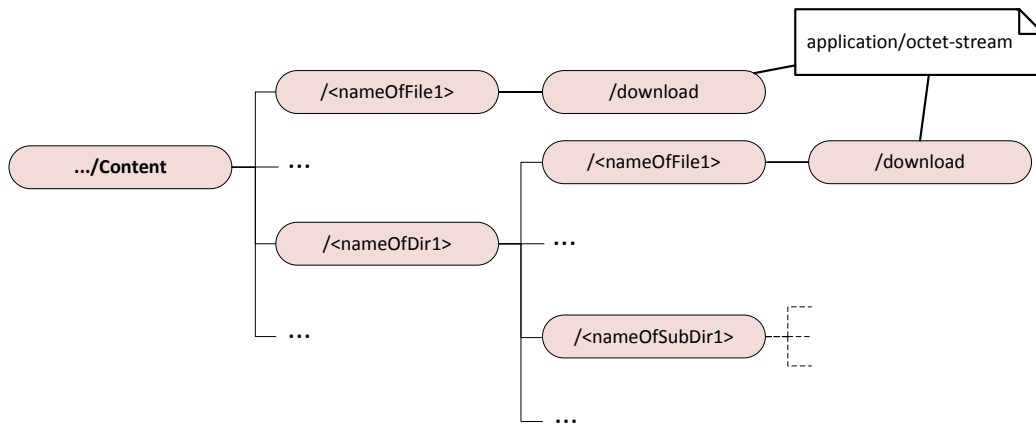 application/octet-stream
/<nameOfFile1>
/download
.../Content
...
/<nameOfFile1>
/download
/<nameOfDir1>
...
...
/<nameOfSubDir1>
...